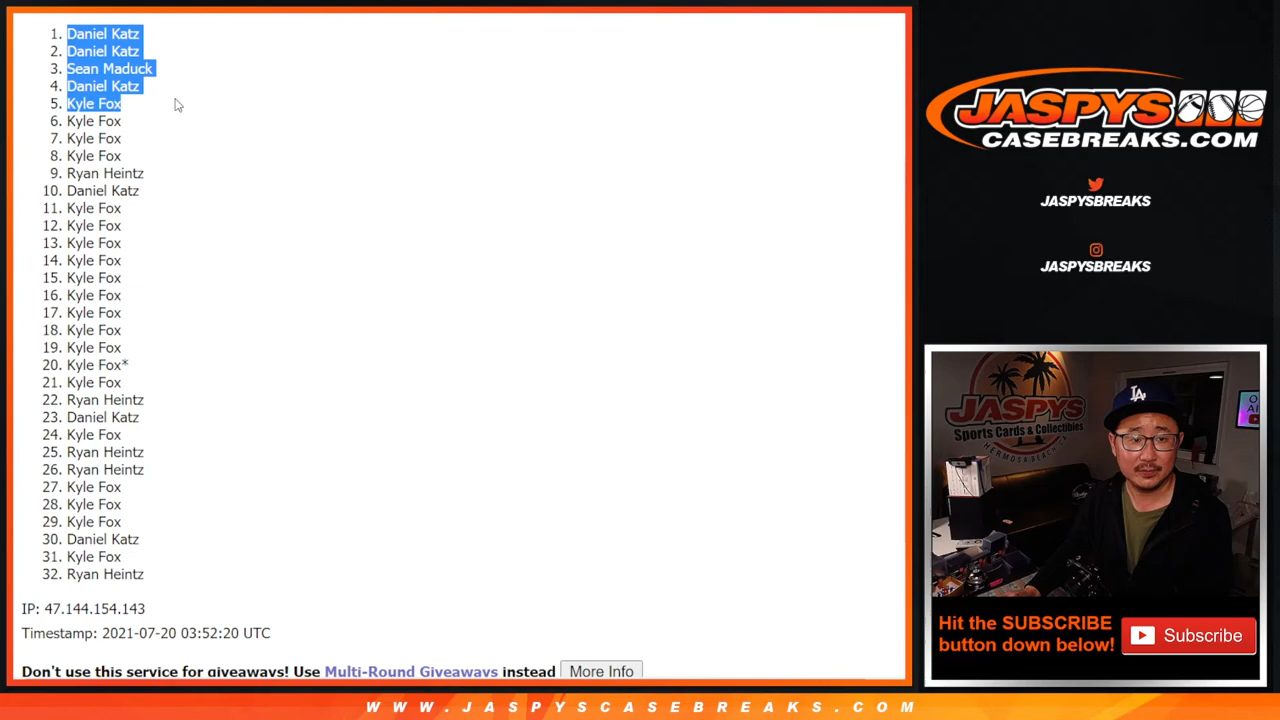 1. Daniel Katz
2. Daniel Katz
3. Sean Maduck
4. Daniel Katz
5. Kyle Fox
6. Kyle Fox
7. Kyle Fox
8. Kyle Fox
9. Ryan Heintz
10. Daniel Katz
11. Kyle Fox
12. Kyle Fox
13. Kyle Fox
14. Kyle Fox
15. Kyle Fox
16. Kyle Fox
17. Kyle Fox
18. Kyle Fox
19. Kyle Fox
20. Kyle Fox*
21. Kyle Fox
22. Ryan Heintz
23. Daniel Katz
24. Kyle Fox
25. Ryan Heintz
26. Ryan Heintz
27. Kyle Fox
28. Kyle Fox
29. Kyle Fox
30. Daniel Katz
31. Kyle Fox
32. Ryan Heintz
IP: 47.144.154.143
Timestamp: 2021-07-20 03:52:20 UTC
Don't use this service for giveaways! Use Multi-Round Giveaways instead More Info
JASPYS
CASEBREAKS.COM
JASPYSBREAKS
JASPYSBREAKS
JASPYS
Sports Cards & Collectibles
HERMOSA BEACH, CA
LA
Hit the SUBSCRIBE
button down below!
Subscribe
WWW.JASPYSCASEBREAKS.COM